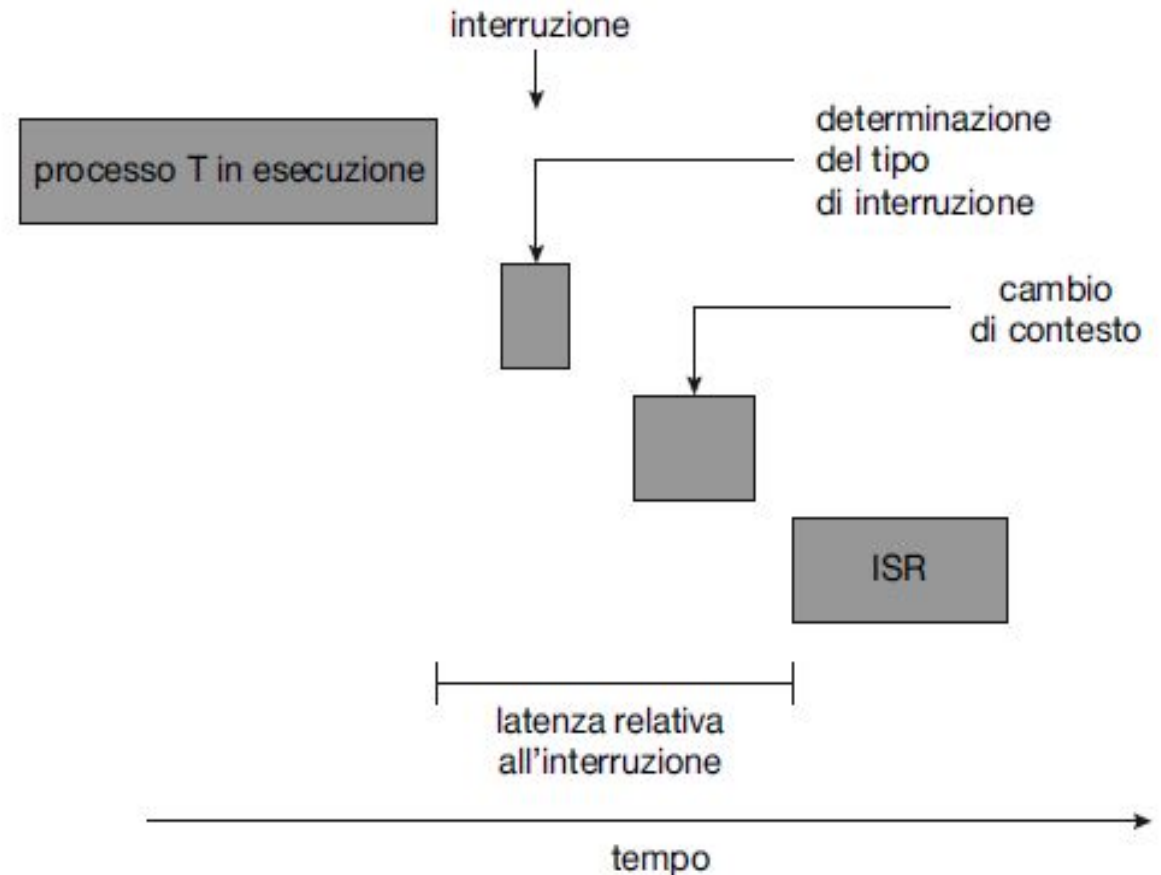 interruzione
processo T in esecuzione
determinazione
del tipo
di interruzione
cambio
di contesto
ISR
latenza relativa
all'interruzione
tempo